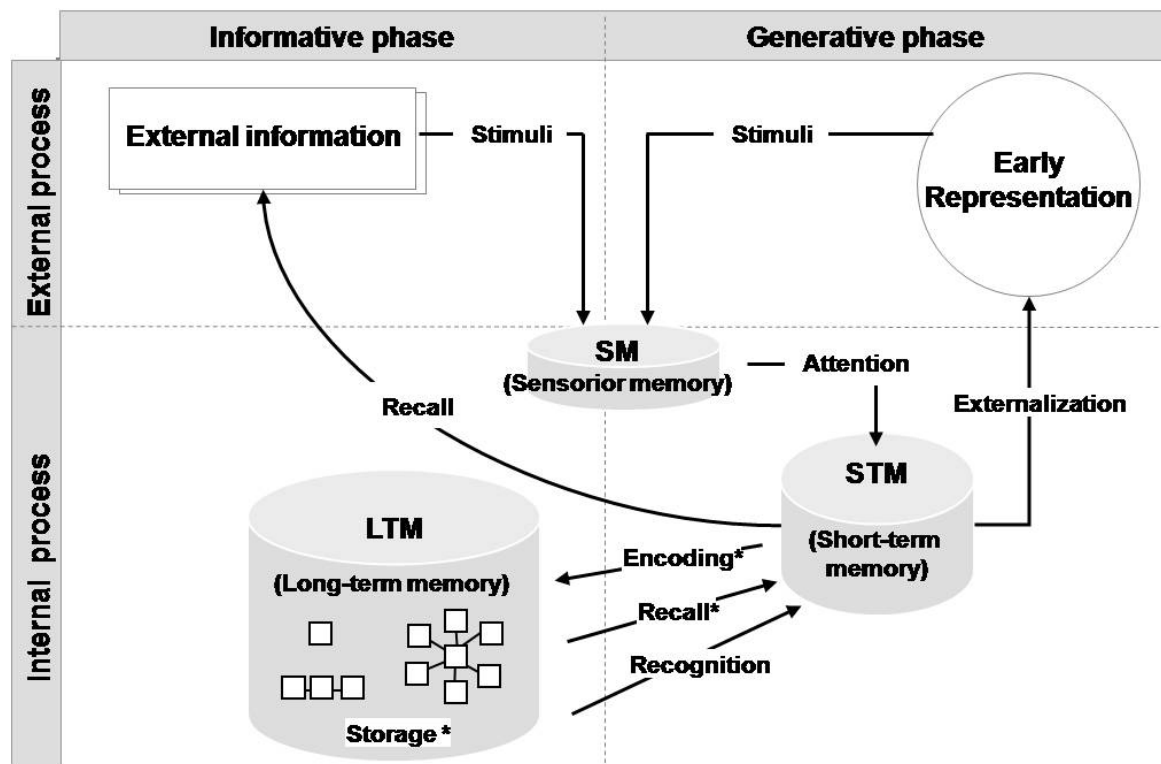 Informative phase
Generative phase
External process
Internal process
External information
Stimuli
Stimuli
Early
Representation
SM
(Sensorior memory)
Attention
Recall
Externalization
STM
(Short-term
memory)
LTM
(Long-term memory)
Encoding*
Recall*
Recognition
Storage *